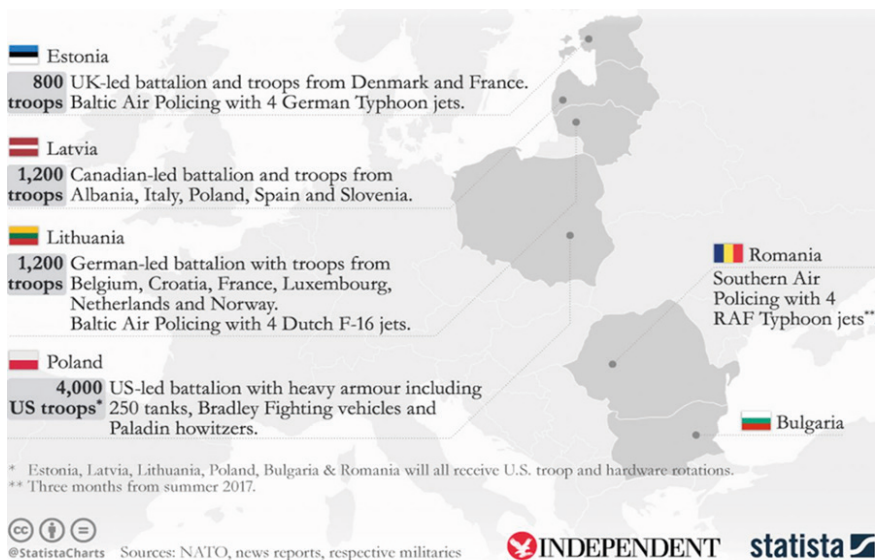 Estonia
800 UK-led battalion and troops from Denmark and France.
troops Baltic Air Policing with 4 German Typhoon jets.
Latvia
1,200 Canadian-led battalion and troops from
troops Albania, Italy, Poland, Spain and Slovenia.
Lithuania
1,200 German-led battalion with troops from
troops Belgium, Croatia, France, Luxembourg,
Netherlands and Norway.
Baltic Air Policing with 4 Dutch F-16 jets.
Poland
4,000 US-led battalion with heavy armour including
US troops* 250 tanks, Bradley Fighting vehicles and
Paladin howitzers.
Romania
Southern Air
Policing with 4
RAF Typhoon jets**
Bulgaria
* Estonia, Latvia, Lithuania, Poland, Bulgaria & Romania will all receive U.S. troop and hardware rotations.
** Three months from summer 2017.
cc
@StatistaCharts Sources: NATO, news reports, respective militaries
INDEPENDENT
statista